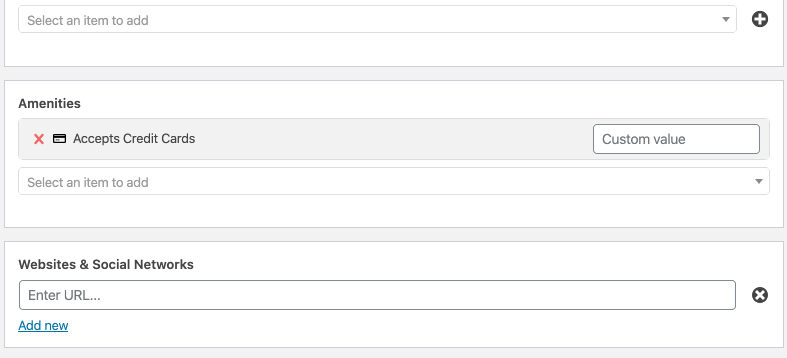 Select an item to add
Amenities
Accepts Credit Cards
Custom value
Select an item to add
Websites & Social Networks
Enter URL...
Add new